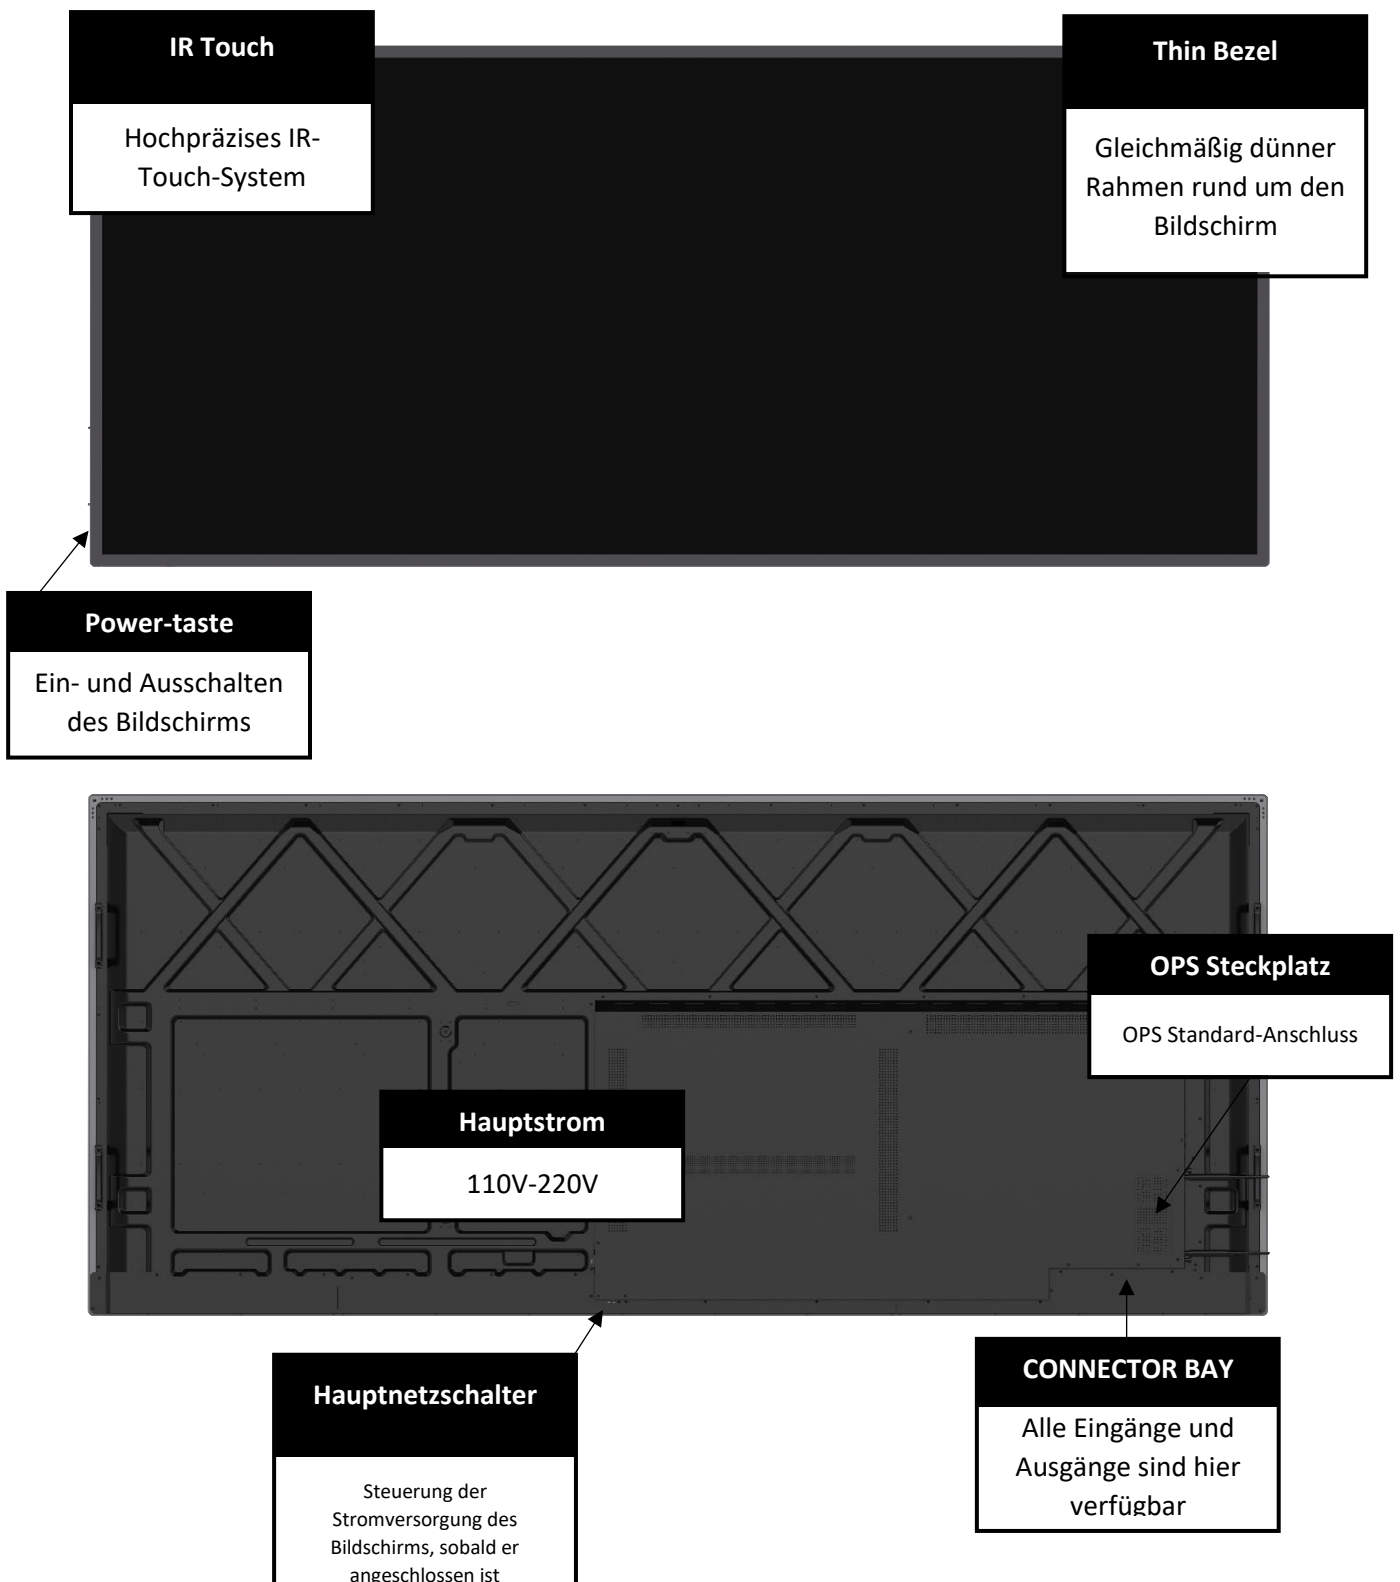 IR Touch
Hochpräzises IR-
Touch-System
Thin Bezel
Gleichmäßig dünner
Rahmen rund um den
Bildschirm
Power-taste
Ein- und Ausschalten
des Bildschirms
OPS Steckplatz
OPS Standard-Anschluss
Hauptstrom
110V-220V
Hauptnetzschalter
Steuerung der
Stromversorgung des
Bildschirms, sobald er
angeschlossen ist
CONNECTOR BAY
Alle Eingänge und
Ausgänge sind hier
verfügbar